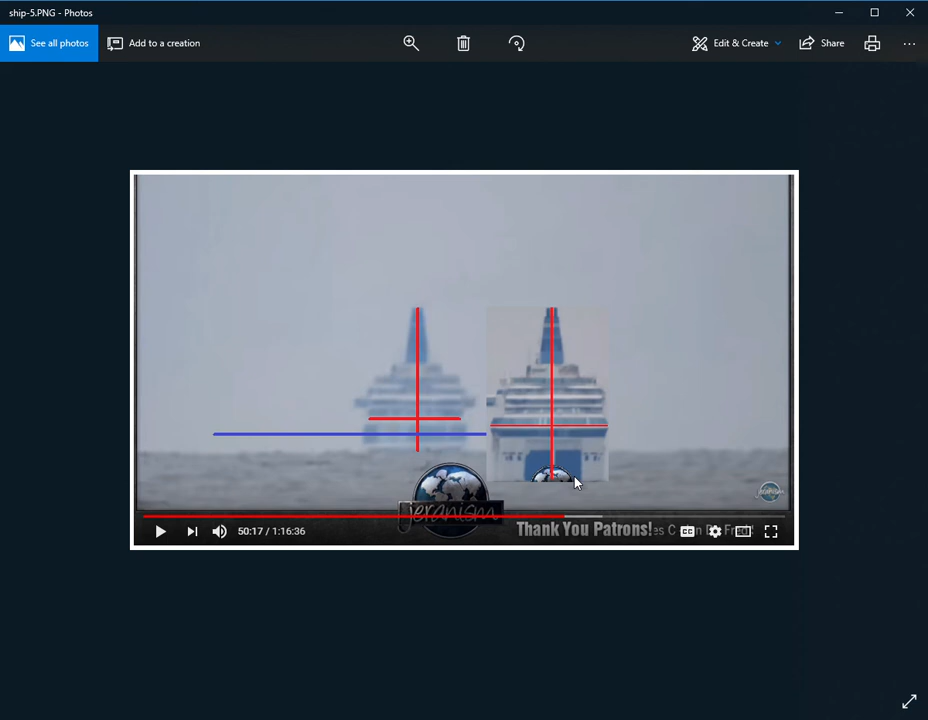 ship-5.PNG - Photos
See all photos
Add to a creation
Edit & Create
Share
jeranism
50:17 / 1:16:36
Thank You Patrons!
CC